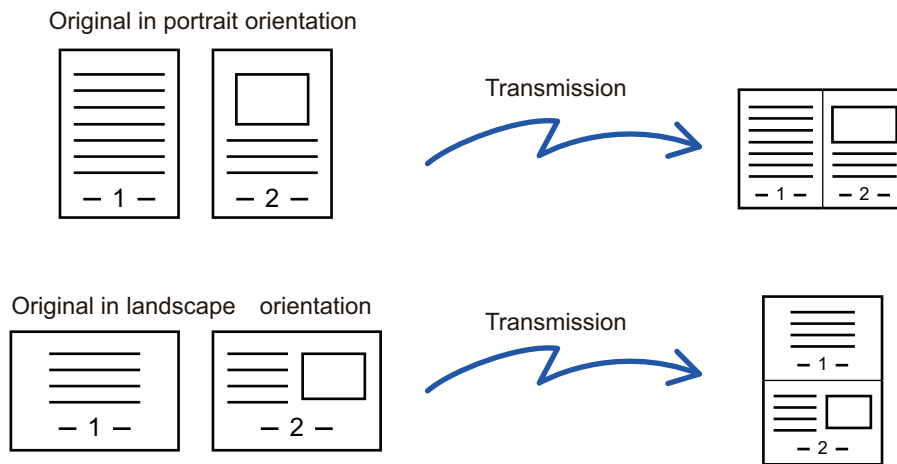 Original in portrait orientation
Transmission
– 1 –
– 2 –
– 1 –
– 2 –
Original in landscape orientation
Transmission
– 1 –
– 2 –
– 1 –
– 2 –